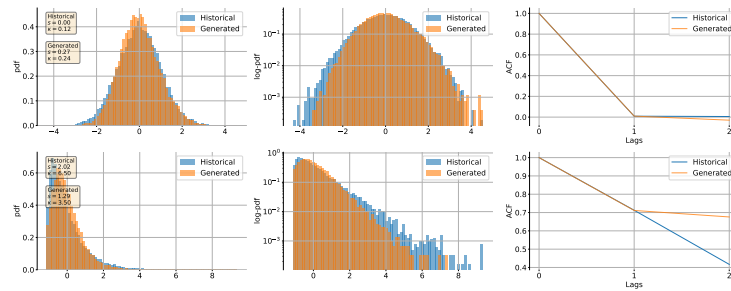 Historical
s = 0.00
κ = 0.12
Generated
s = 0.27
κ = 0.24
Historical
Generated
pdf
0.4
0.3
0.2
0.1
0.0
−4 −2 0 2 4
Historical
Generated
log-pdf
10⁻¹
10⁻²
10⁻³
−4 −2 0 2 4
Historical
Generated
ACF
1.0
0.8
0.6
0.4
0.2
0.0
0 1 2
Lags
Historical
s = 2.02
κ = 6.50
Generated
s = 1.29
κ = 3.50
Historical
Generated
pdf
0.6
0.4
0.2
0.0
0 2 4 6 8
Historical
Generated
log-pdf
10⁰
10⁻¹
10⁻²
10⁻³
0 2 4 6 8
Historical
Generated
ACF
1.0
0.9
0.8
0.7
0.6
0.5
0.4
0 1 2
Lags